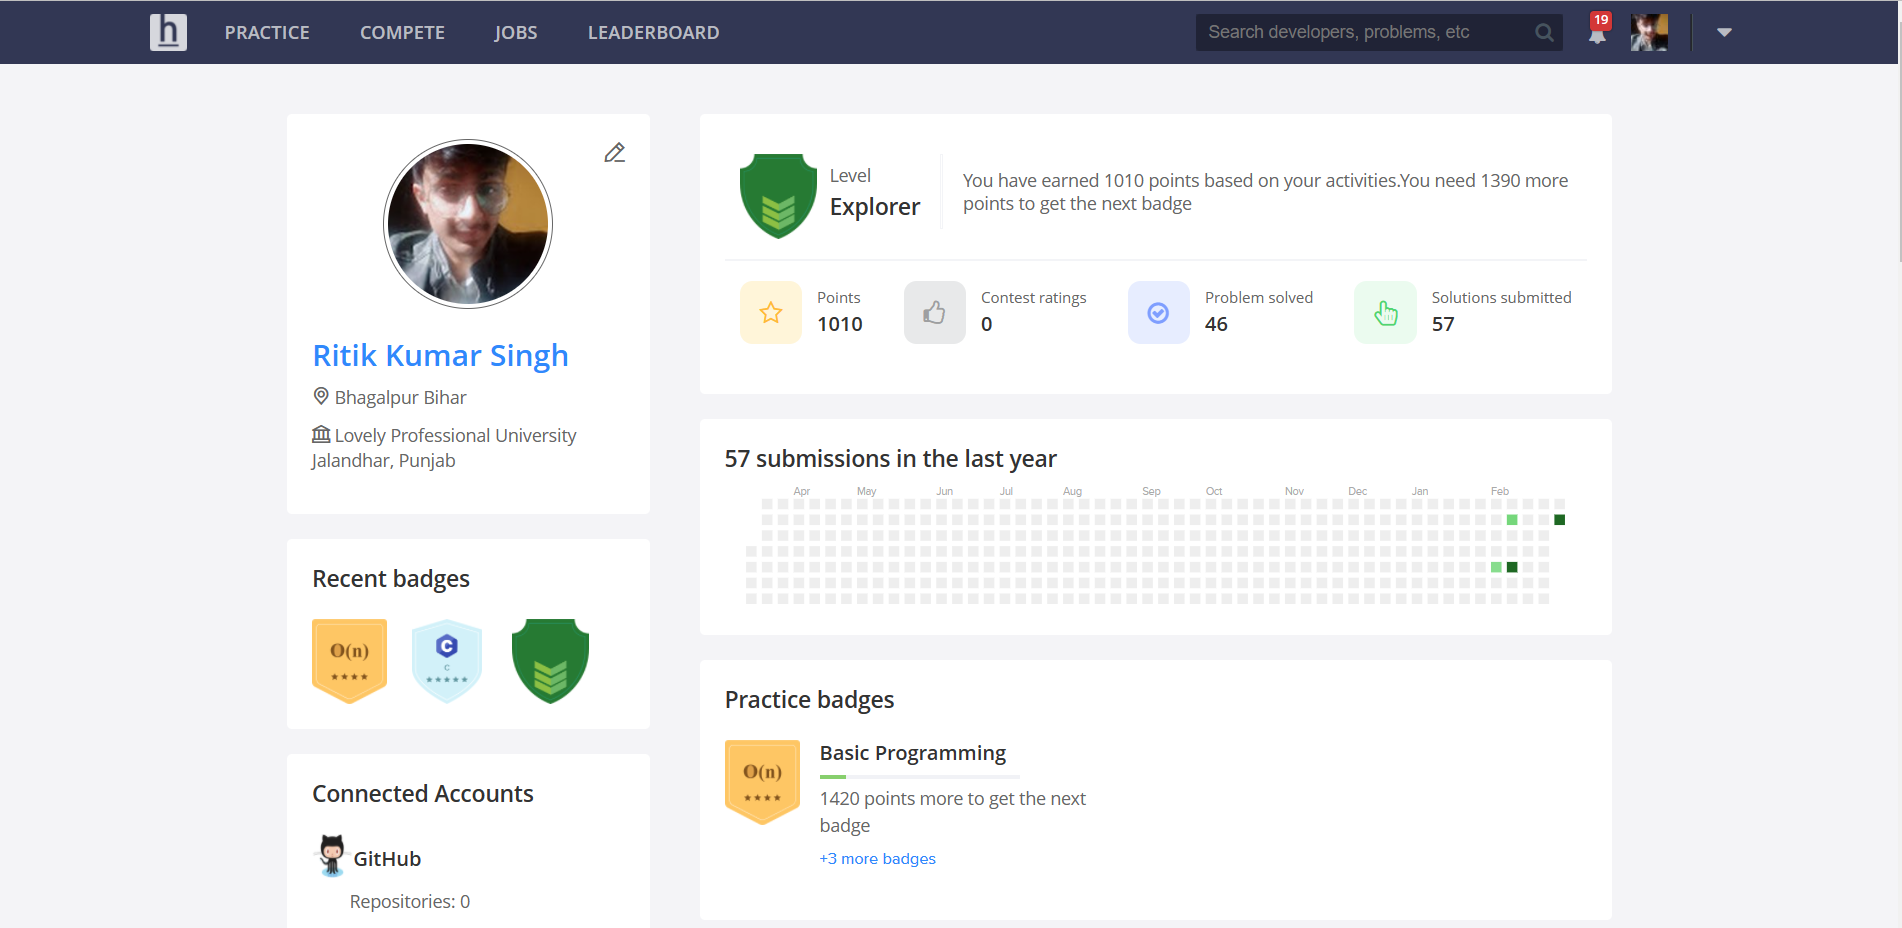 h
PRACTICE
COMPETE
JOBS
LEADERBOARD
Search developers, problems, etc
19
Ritik Kumar Singh
Bhagalpur Bihar
Lovely Professional University
Jalandhar, Punjab
Recent badges
O(n)
C
C
Connected Accounts
GitHub
Repositories: 0
Level
Explorer
You have earned 1010 points based on your activities.You need 1390 more
points to get the next badge
Points
1010
Contest ratings
0
Problem solved
46
Solutions submitted
57
57 submissions in the last year
Apr May Jun Jul Aug Sep Oct Nov Dec Jan Feb
Practice badges
O(n)
Basic Programming
1420 points more to get the next
badge
+3 more badges